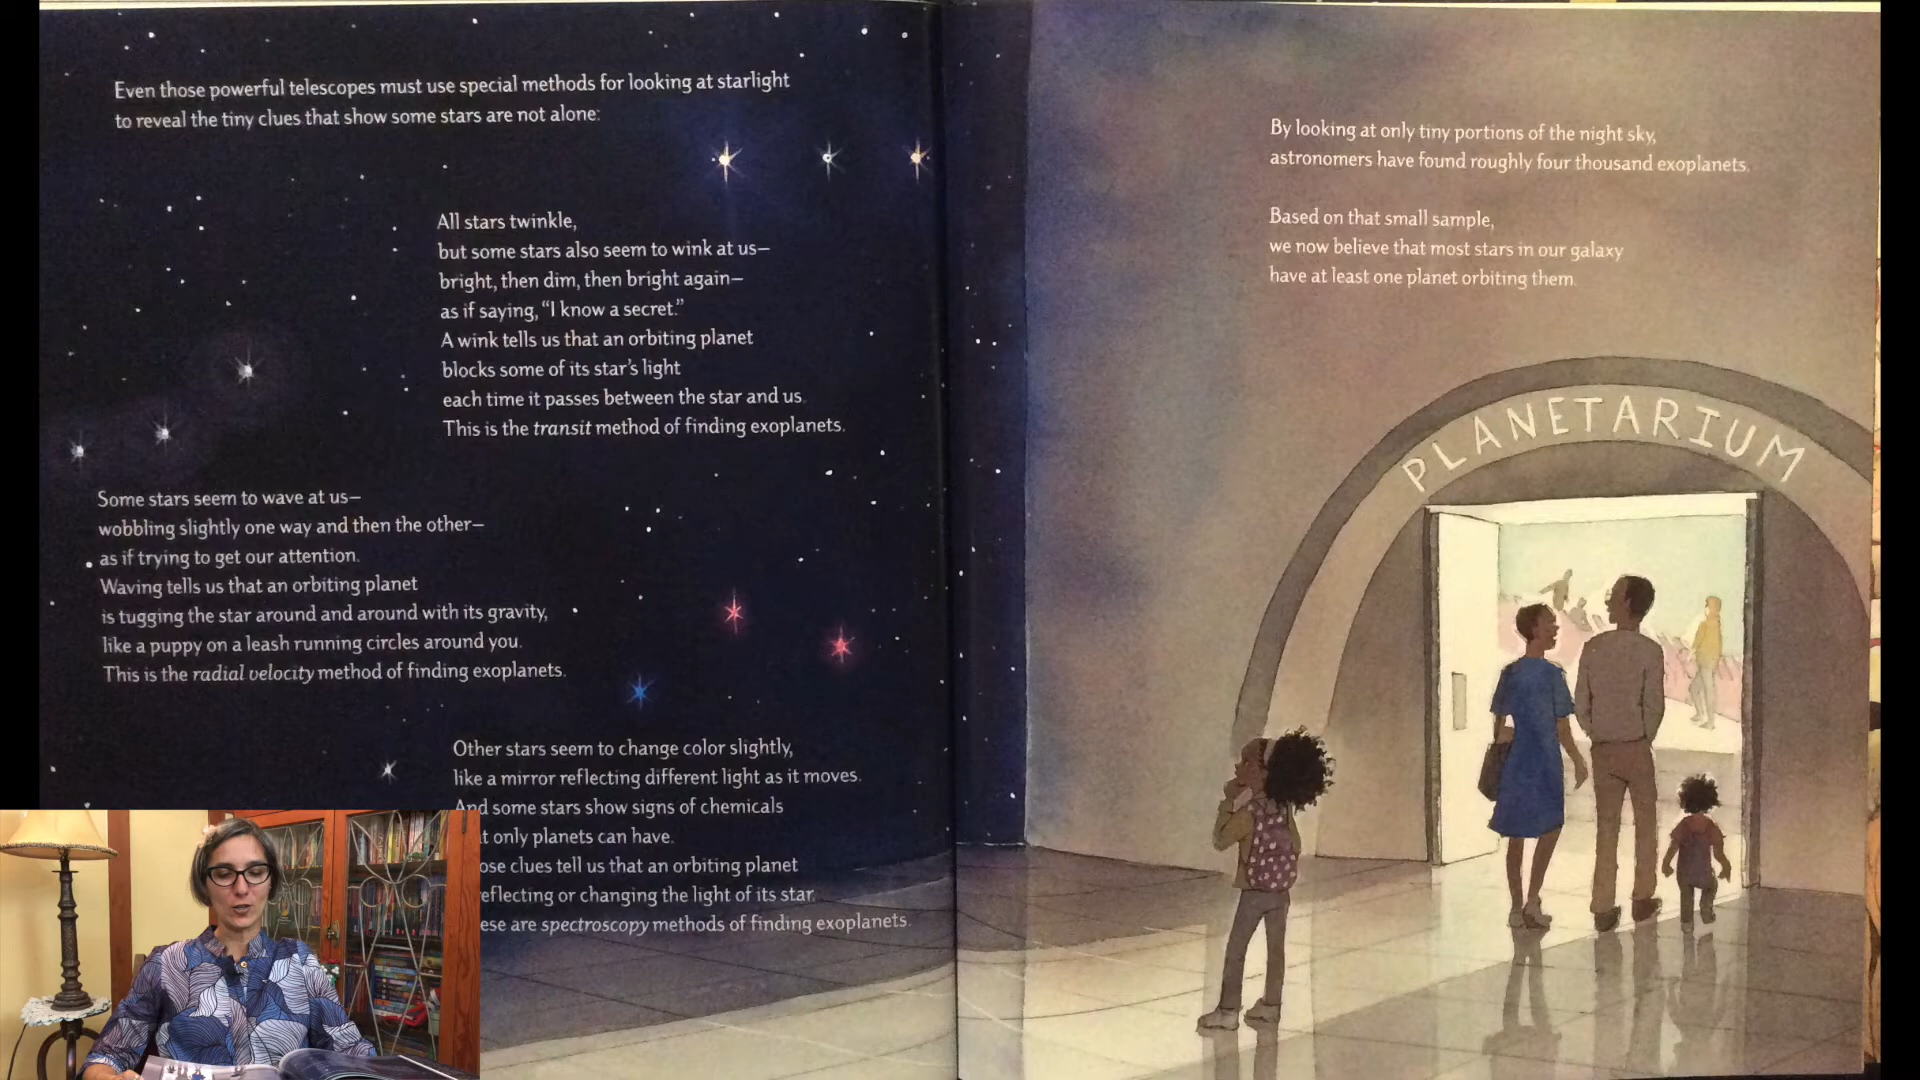 Even those powerful telescopes must use special methods for looking at starlight
to reveal the tiny clues that show some stars are not alone:
All stars twinkle,
but some stars also seem to wink at us—
bright, then dim, then bright again—
as if saying, “I know a secret.”
A wink tells us that an orbiting planet
blocks some of its star’s light
each time it passes between the star and us.
This is the transit method of finding exoplanets.
Some stars seem to wave at us—
wobbling slightly one way and then the other—
as if trying to get our attention.
Waving tells us that an orbiting planet
is tugging the star around and around with its gravity,
like a puppy on a leash running circles around you.
This is the radial velocity method of finding exoplanets.
Other stars seem to change color slightly,
like a mirror reflecting different light as it moves.
And some stars show signs of chemicals
t only planets can have.
ose clues tell us that an orbiting planet
eflecting or changing the light of its star.
ese are spectroscopy methods of finding exoplanets.
By looking at only tiny portions of the night sky,
astronomers have found roughly four thousand exoplanets.
Based on that small sample,
we now believe that most stars in our galaxy
have at least one planet orbiting them.
PLANETARIUM